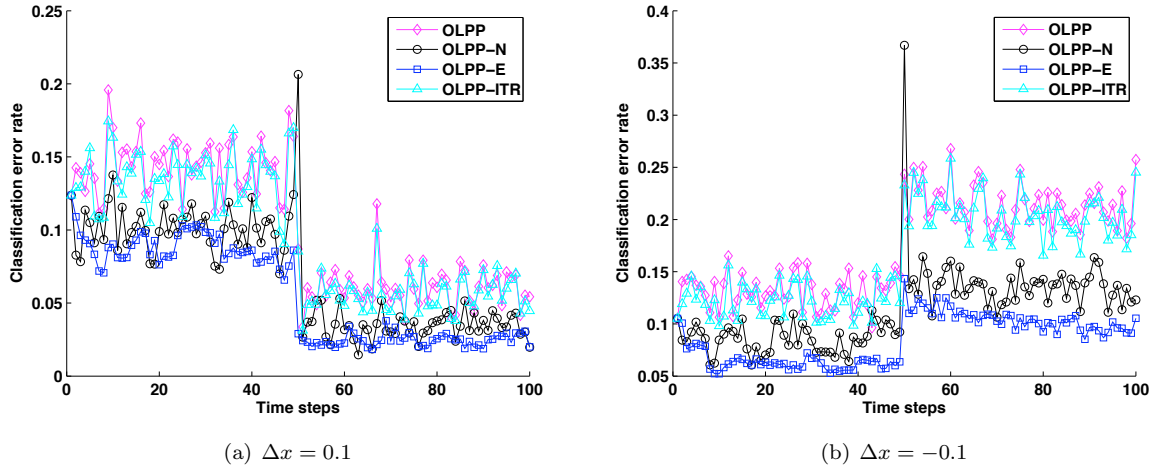 0.25
0.2
0.15
0.1
0.05
0
Classification error rate
OLPP
OLPP−N
OLPP−E
OLPP−ITR
0 20 40 60 80 100
Time steps
(a) Δx = 0.1
0.4
0.35
0.3
0.25
0.2
0.15
0.1
0.05
Classification error rate
OLPP
OLPP−N
OLPP−E
OLPP−ITR
0 20 40 60 80 100
Time steps
(b) Δx = −0.1